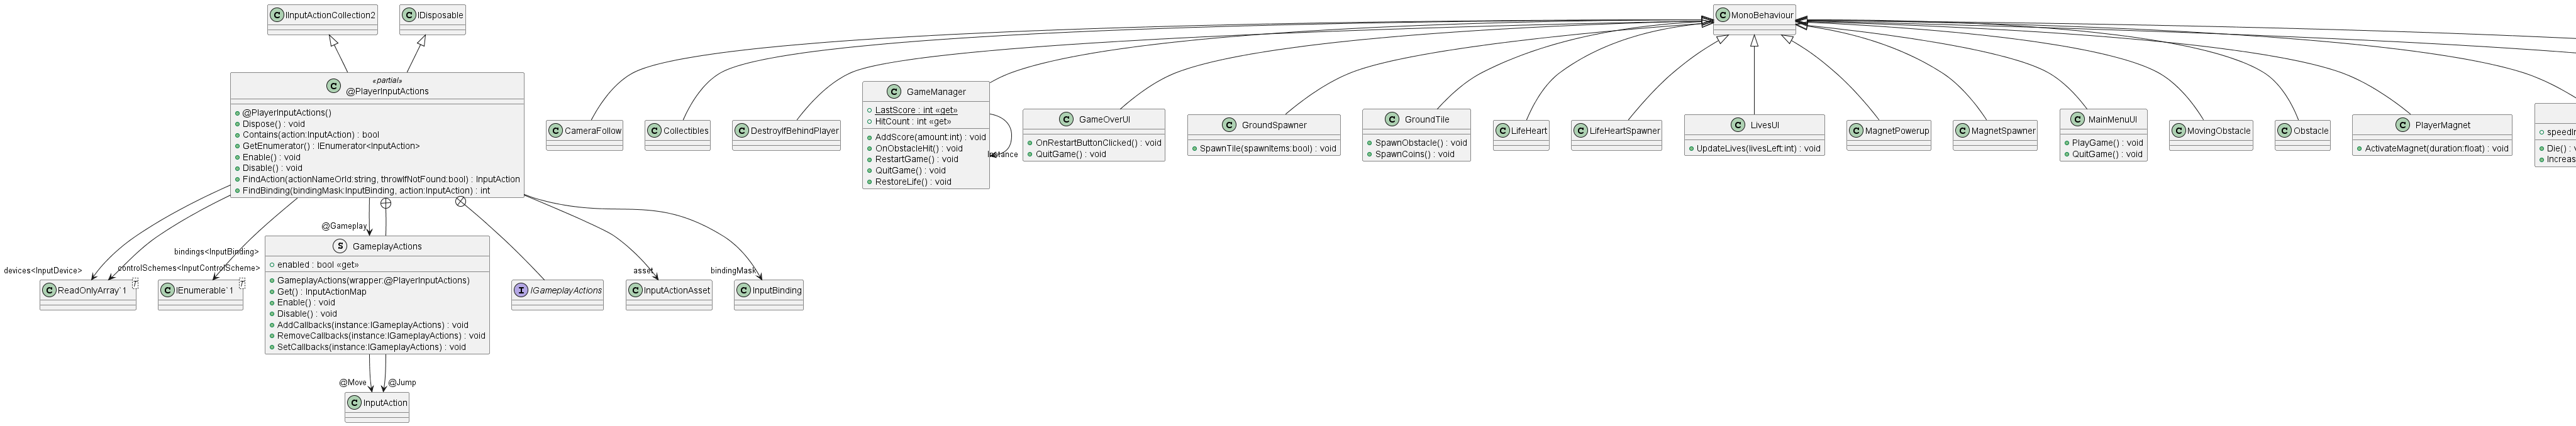 IInputActionCollection2
IDisposable
MonoBehaviour
«partial»
@PlayerInputActions
@PlayerInputActions()
Dispose() : void
Contains(action:InputAction) : bool
GetEnumerator() : IEnumerator<InputAction>
Enable() : void
Disable() : void
FindAction(actionNameOrId:string, throwIfNotFound:bool) : InputAction
FindBinding(bindingMask:InputBinding, action:InputAction) : int
CameraFollow
Collectibles
DestroyIfBehindPlayer
GameManager
LastScore : int «get»
HitCount : int «get»
AddScore(amount:int) : void
OnObstacleHit() : void
RestartGame() : void
QuitGame() : void
RestoreLife() : void
Instance
GameOverUI
OnRestartButtonClicked() : void
QuitGame() : void
GroundSpawner
SpawnTile(spawnItems:bool) : void
GroundTile
SpawnObstacle() : void
SpawnCoins() : void
LifeHeart
LifeHeartSpawner
LivesUI
UpdateLives(livesLeft:int) : void
MagnetPowerup
MagnetSpawner
MainMenuUI
PlayGame() : void
QuitGame() : void
MovingObstacle
Obstacle
PlayerMagnet
ActivateMagnet(duration:float) : void
Die() :
Increas
@Gameplay
bindings<InputBinding>
devices<InputDevice>
controlSchemes<InputControlScheme>
asset
bindingMask
ReadOnlyArray`1
T
IEnumerable`1
T
GameplayActions
enabled : bool «get»
GameplayActions(wrapper:@PlayerInputActions)
Get() : InputActionMap
Enable() : void
Disable() : void
AddCallbacks(instance:IGameplayActions) : void
RemoveCallbacks(instance:IGameplayActions) : void
SetCallbacks(instance:IGameplayActions) : void
IGameplayActions
InputActionAsset
InputBinding
@Move
@Jump
InputAction